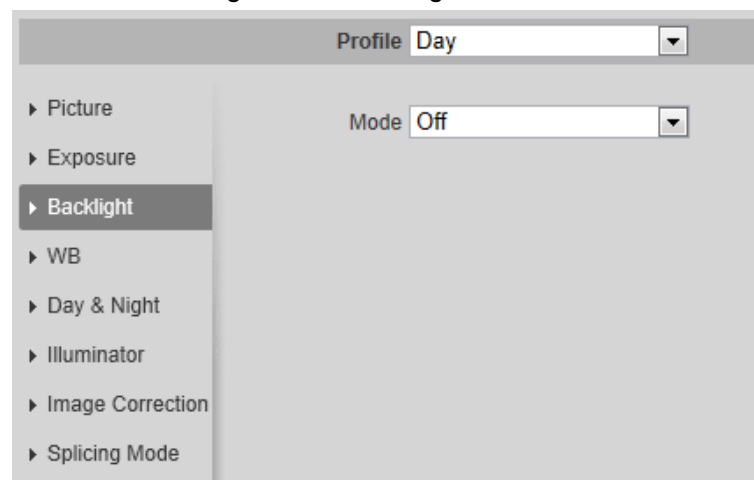 Profile Day
Picture
Mode Off
Exposure
Backlight
WB
Day & Night
Illuminator
Image Correction
Splicing Mode